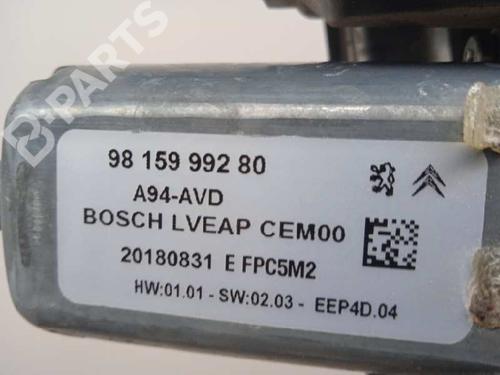 B-PARTS
98 159 992 80
A94-AVD
BOSCH LVEAP CEM00
20180831 E FPC5M2
HW:01.01 - SW:02.03 - EEP4D.04